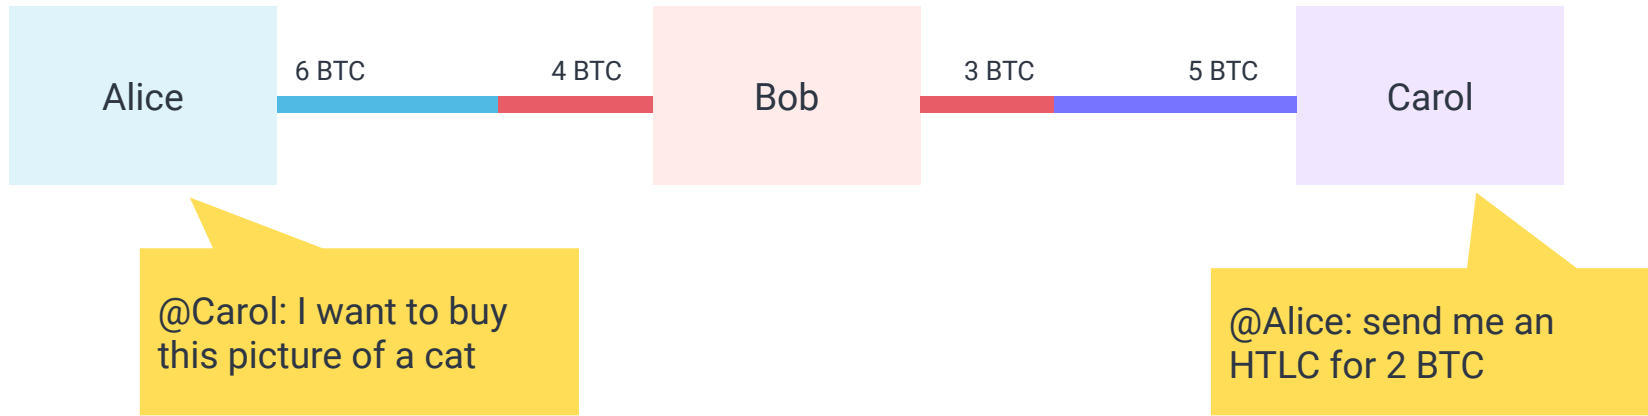 6 BTC
4 BTC
3 BTC
5 BTC
Alice
Bob
Carol
@Carol: I want to buy
this picture of a cat
@Alice: send me an
HTLC for 2 BTC